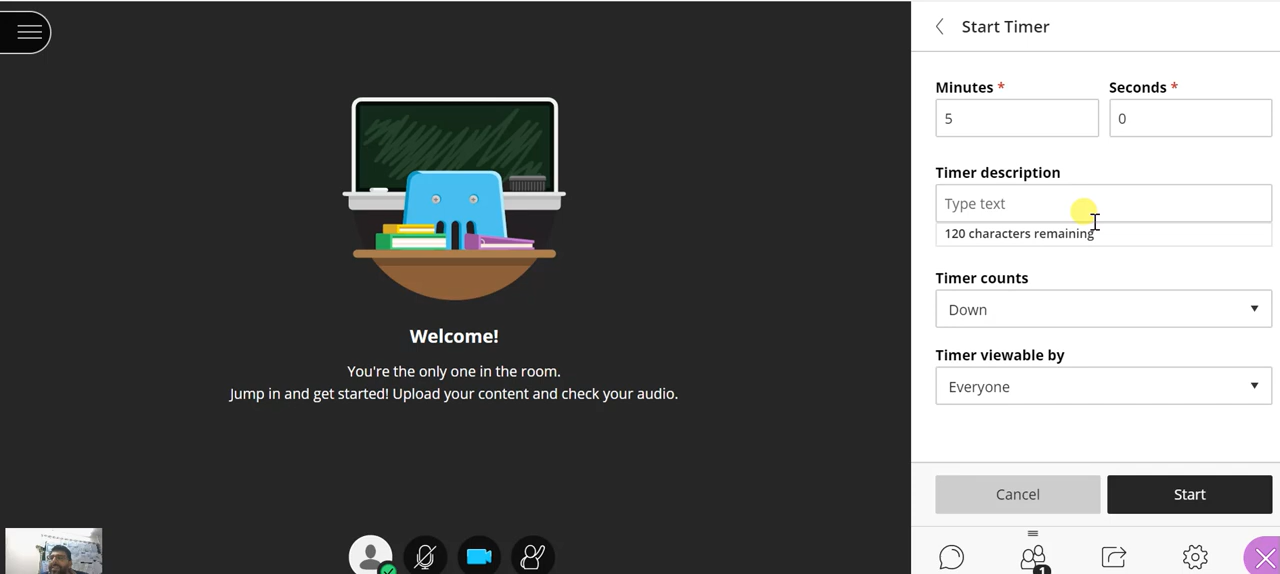 Start Timer
Minutes *
Seconds *
5
0
Timer description
Type text
120 characters remaining
Timer counts
Down
Timer viewable by
Everyone
Welcome!
You're the only one in the room.
Jump in and get started! Upload your content and check your audio.
Cancel
Start
1